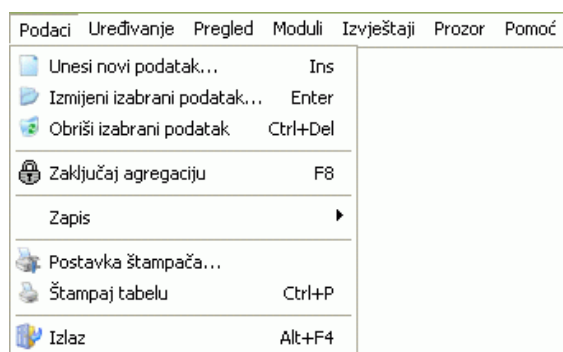 Podaci Uređivanje Pregled Moduli Izvještaji Prozor Pomoć
Unesi novi podatak... Ins
Izmijeni izabrani podatak... Enter
Obriši izabrani podatak Ctrl+Del
Zaključaj agregaciju F8
Zapis
Postavka štampača...
Štampaj tabelu Ctrl+P
Izlaz Alt+F4